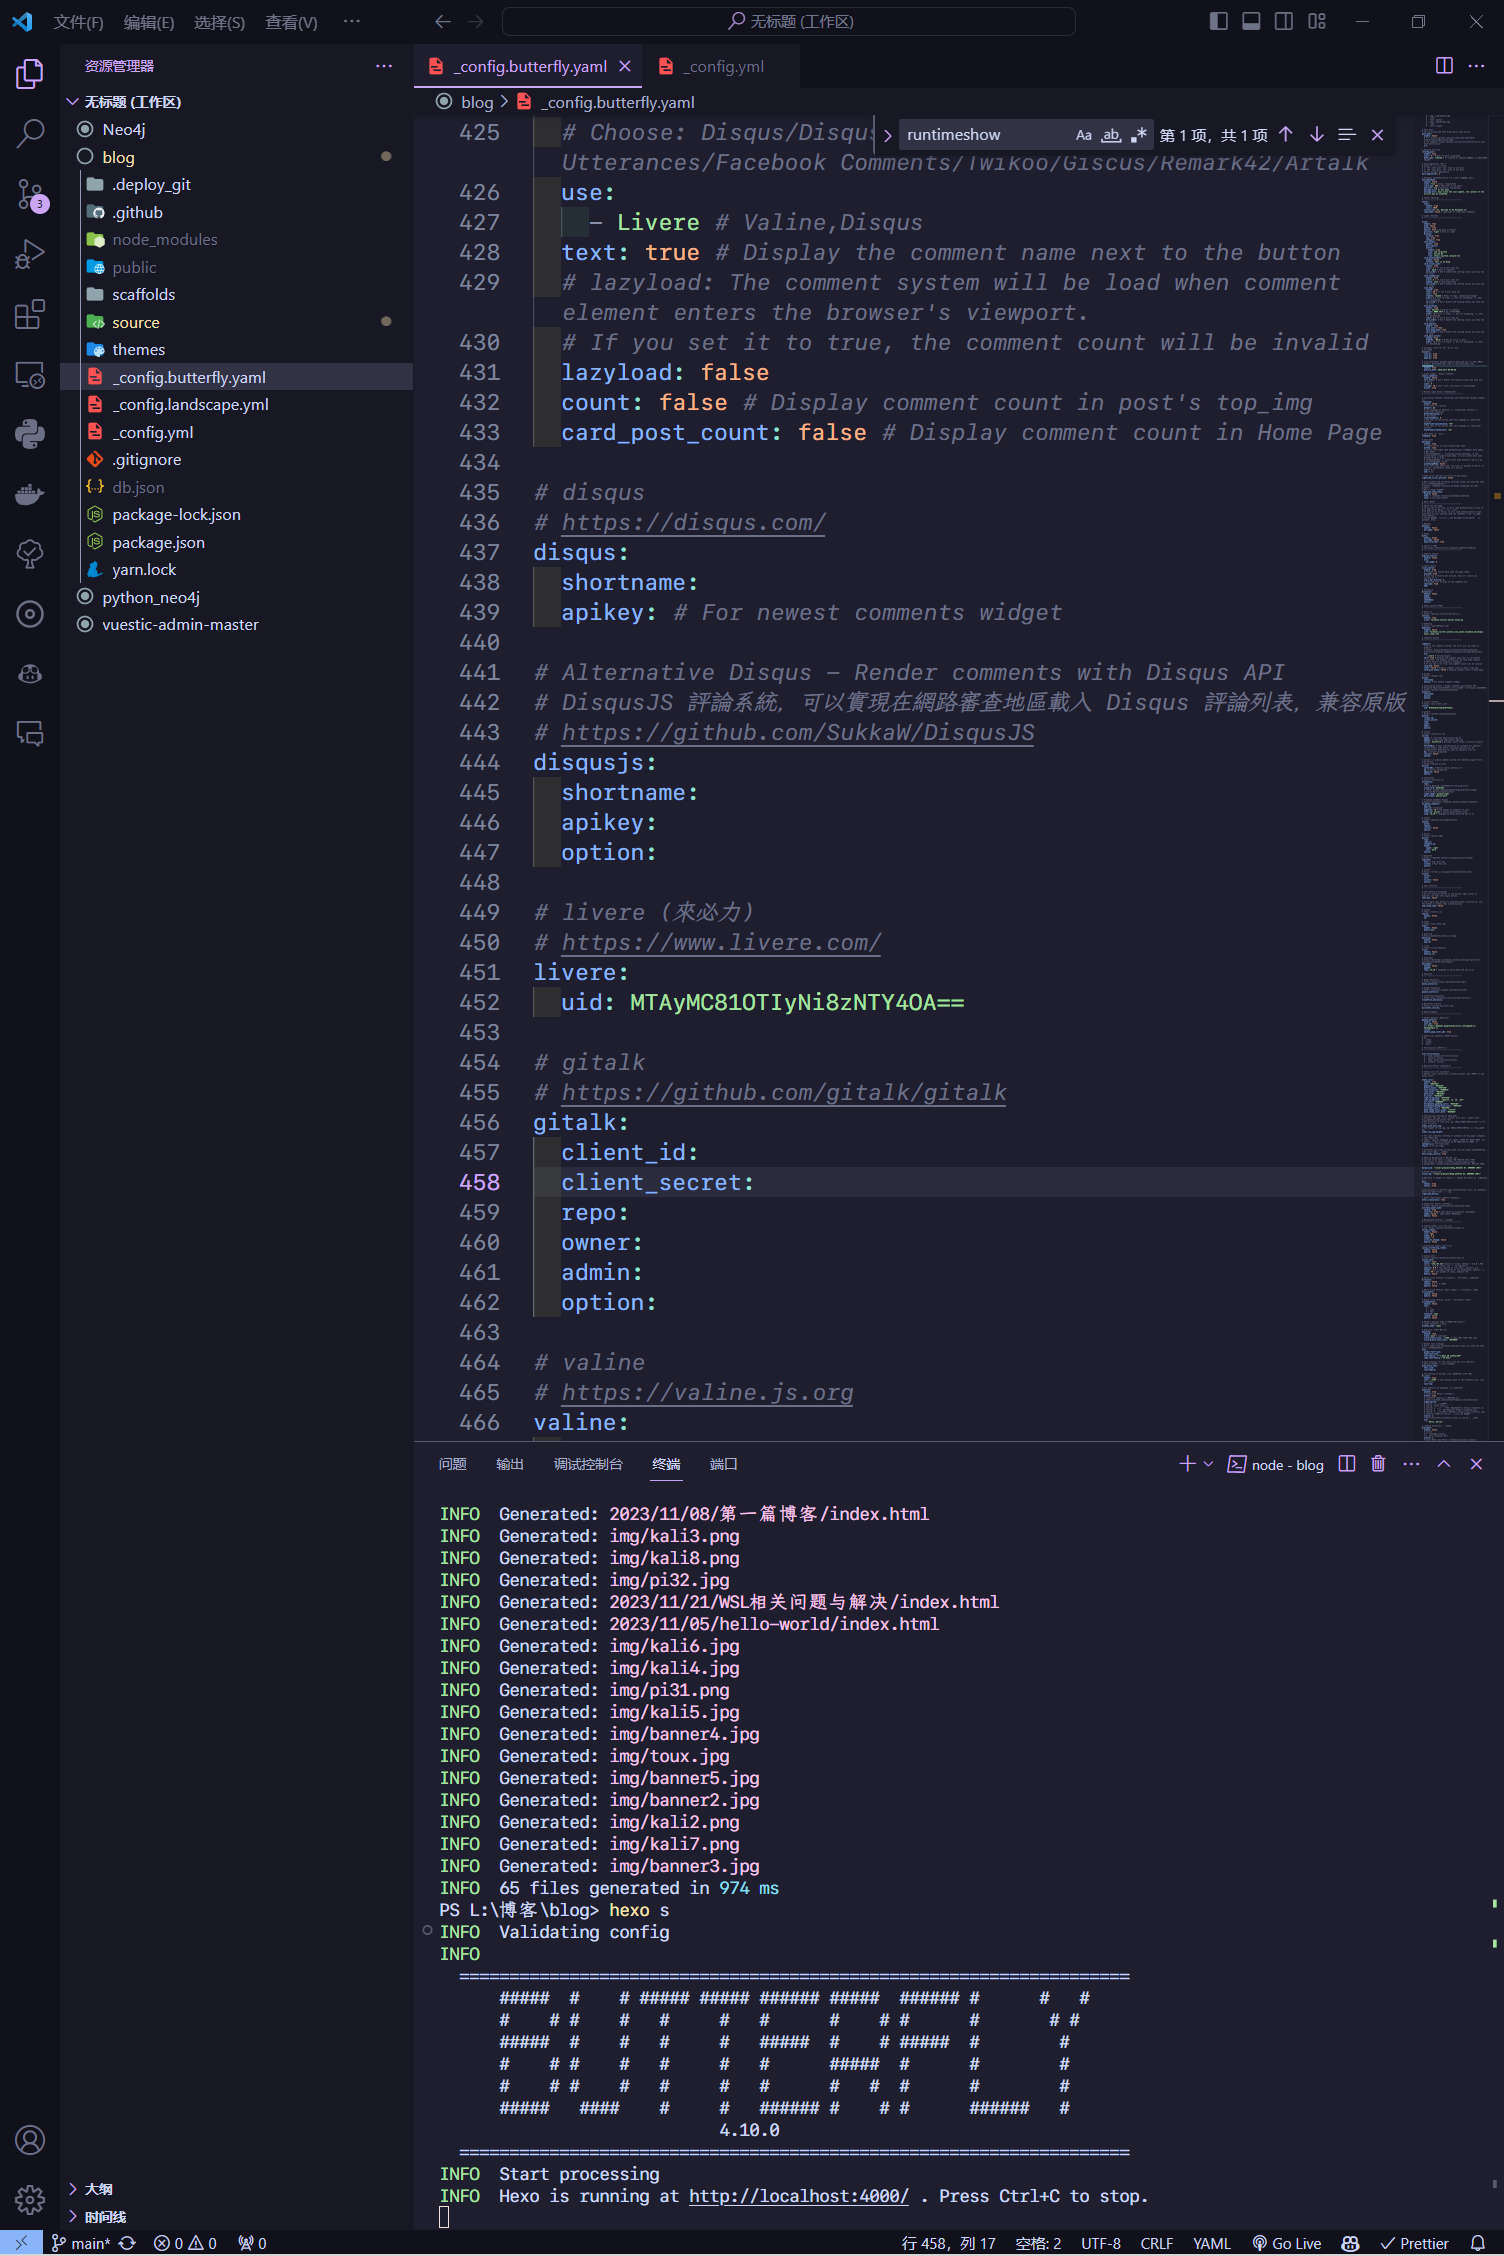 文件(F) 编辑(E) 选择(S) 查看(V) ··· 无标题 (工作区)
资源管理器
无标题 (工作区)
Neo4j
blog
.deploy_git
.github
node_modules
public
scaffolds
source
themes
_config.butterfly.yaml
_config.landscape.yml
_config.yml
.gitignore
db.json
package-lock.json
package.json
yarn.lock
python_neo4j
vuestic-admin-master
大纲
时间线
3
_config.butterfly.yaml _config.yml
blog > _config.butterfly.yaml
runtimeshow Aa ab 第 1 项，共 1 项
425 # Choose: Disqus/Disqus
Utterances/Facebook Comments/Twikoo/Giscus/Remark42/Artalk
426 use:
427 - Livere # Valine,Disqus
428 text: true # Display the comment name next to the button
429 # lazyload: The comment system will be load when comment
element enters the browser's viewport.
430 # If you set it to true, the comment count will be invalid
431 lazyload: false
432 count: false # Display comment count in post's top_img
433 card_post_count: false # Display comment count in Home Page
434
435 # disqus
436 # https://disqus.com/
437 disqus:
438 shortname:
439 apikey: # For newest comments widget
440
441 # Alternative Disqus - Render comments with Disqus API
442 # DisqusJS 評論系統，可以實現在網路審查地區載入 Disqus 評論列表，兼容原版
443 # https://github.com/SukkaW/DisqusJS
444 disqusjs:
445 shortname:
446 apikey:
447 option:
448
449 # livere (來必力)
450 # https://www.livere.com/
451 livere:
452 uid: MTAyMC81OTIyNi8zNTY4OA==
453
454 # gitalk
455 # https://github.com/gitalk/gitalk
456 gitalk:
457 client_id:
458 client_secret:
459 repo:
460 owner:
461 admin:
462 option:
463
464 # valine
465 # https://valine.js.org
466 valine:
问题 输出 调试控制台 终端 端口 node - blog
INFO Generated: 2023/11/08/第一篇博客/index.html
INFO Generated: img/kali3.png
INFO Generated: img/kali8.png
INFO Generated: img/pi32.jpg
INFO Generated: 2023/11/21/WSL相关问题与解决/index.html
INFO Generated: 2023/11/05/hello-world/index.html
INFO Generated: img/kali6.jpg
INFO Generated: img/kali4.jpg
INFO Generated: img/pi31.png
INFO Generated: img/kali5.jpg
INFO Generated: img/banner4.jpg
INFO Generated: img/toux.jpg
INFO Generated: img/banner5.jpg
INFO Generated: img/banner2.jpg
INFO Generated: img/kali2.png
INFO Generated: img/kali7.png
INFO Generated: img/banner3.jpg
INFO 65 files generated in 974 ms
PS L:\博客\blog> hexo s
INFO Validating config
INFO
===================================================================
##### # # ##### ##### ###### ##### ###### # # #
# # # # # # # # # # # # #
##### # # # # ##### # # ##### # #
# # # # # # # ##### # # #
# # # # # # # # # # # #
##### #### # # ###### # # # ###### #
4.10.0
===================================================================
INFO Start processing
INFO Hexo is running at http://localhost:4000/ . Press Ctrl+C to stop.
main* 0 0 0 行 458，列 17 空格: 2 UTF-8 CRLF YAML Go Live Prettier